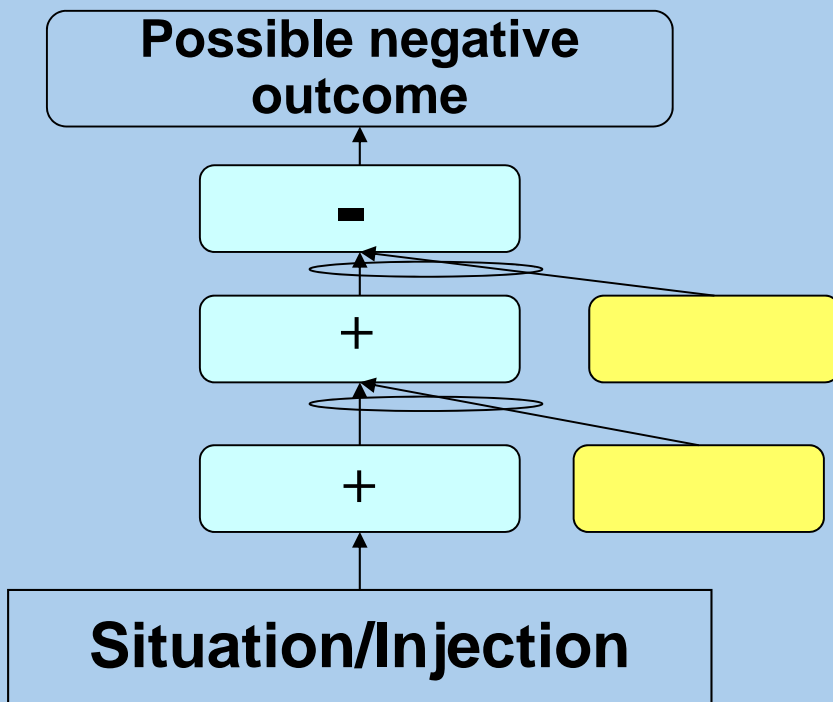 Possible negative
outcome
-
+
+
Situation/Injection